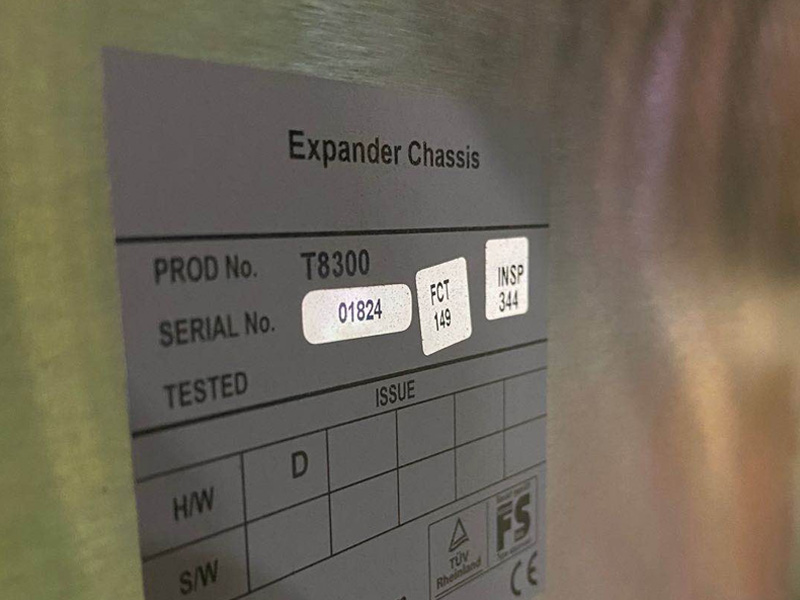 Expander Chassis
PROD No. T8300
SERIAL No. 01824
FCT
149
INSP
344
TESTED
ISSUE
H/W D
S/W
TÜV
Rheinland
FS
CE